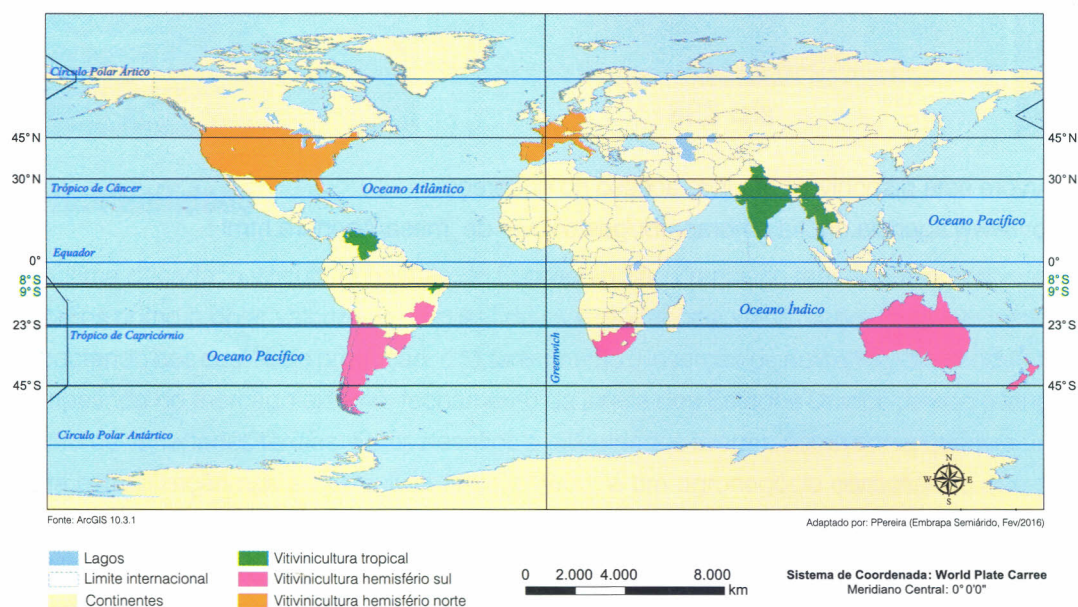 Círculo Polar Ártico
45° N
45° N
30° N
Trópico de Câncer
Oceano Atlântico
30° N
Oceano Pacífico
Equador
0°
0°
8° S
9° S
8° S
9° S
Oceano Índico
23° S
Trópico de Capricórnio
23° S
Oceano Pacífico
Greenwich
45° S
45° S
Círculo Polar Antártico
N
W E
S
Fonte: ArcGIS 10.3.1
Adaptado por: PPereira (Embrapa Semiárido, Fev/2016)
Lagos
Limite internacional
Continentes
Vitivinicultura tropical
Vitivinicultura hemisfério sul
Vitivinicultura hemisfério norte
0 2.000 4.000 8.000
km
Sistema de Coordenada: World Plate Carree
Meridiano Central: 0°0'0"